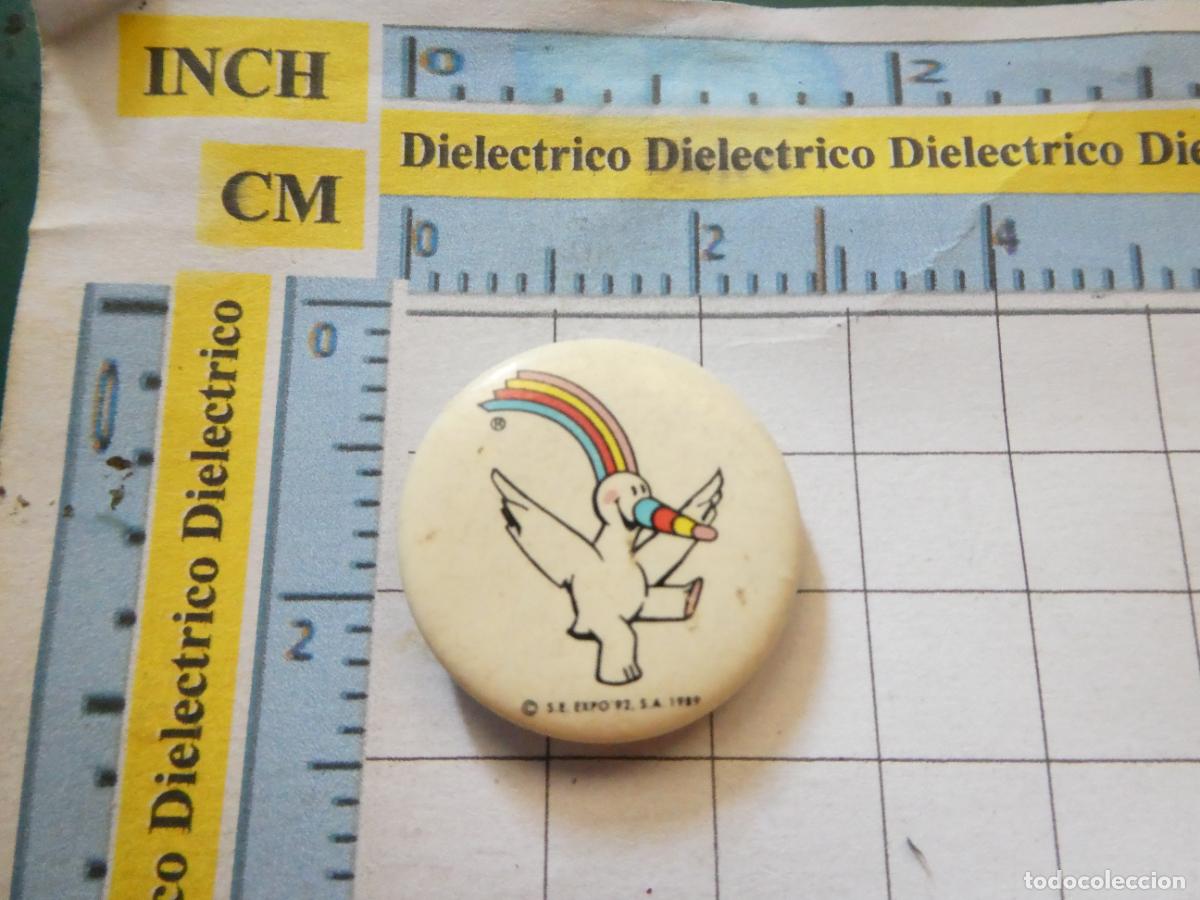 INCH
0 2
Dielectrico Dielectrico Dielectrico Die
CM
0 2 4
0
Dielectrico
0
co Dielectrico Dielectrico
2
®
© S.E. EXPO'92, S.A. 1989
todocoleccion